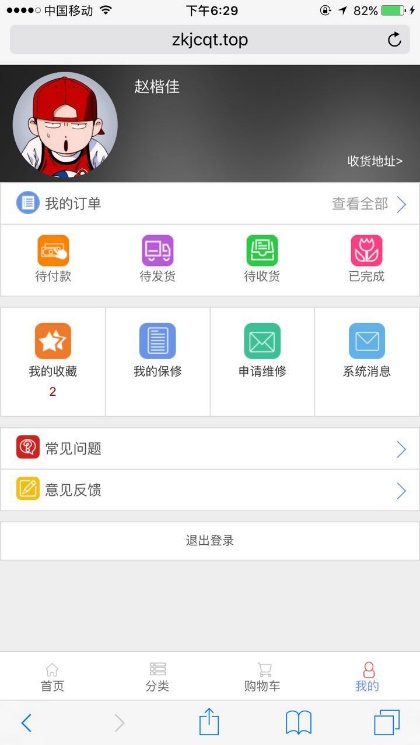 中国移动 下午6:29 82%
zkjcqt.top
赵楷佳
收货地址>
我的订单 查看全部
待付款 待发货 待收货 已完成
我的收藏 我的保修 申请维修 系统消息
2
常见问题
意见反馈
退出登录
首页 分类 购物车 我的